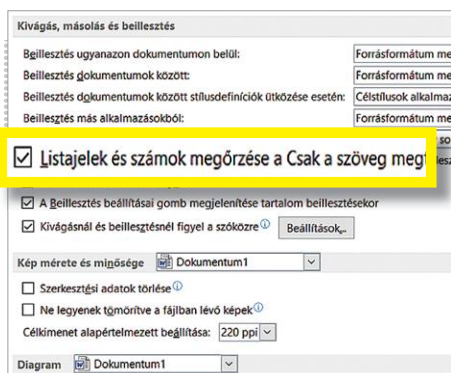 Kivágás, másolás és beillesztés
Beillesztés ugyanazon dokumentumon belül: Forrásformátum me
Beillesztés dokumentumok között: Forrásformátum me
Beillesztés dokumentumok között stílusdefiníciók ütközése esetén: Célstílusok alkalmaz
Beillesztés más alkalmazásokból: Forrásformátum me
so
Listajelek és számok megőrzése a Csak a szöveg megt
A Beillesztés beállításai gomb megjelenítése tartalom beillesztésekor
Kivágásnál és beillesztésnél figyel a szóközre Beállítások...
Kép mérete és minősége Dokumentum1
Szerkesztési adatok törlése
Ne legyenek tömörítve a fájlban lévő képek
Célkimenet alapértelmezett beállítása: 220 ppi
Diagram Dokumentum1